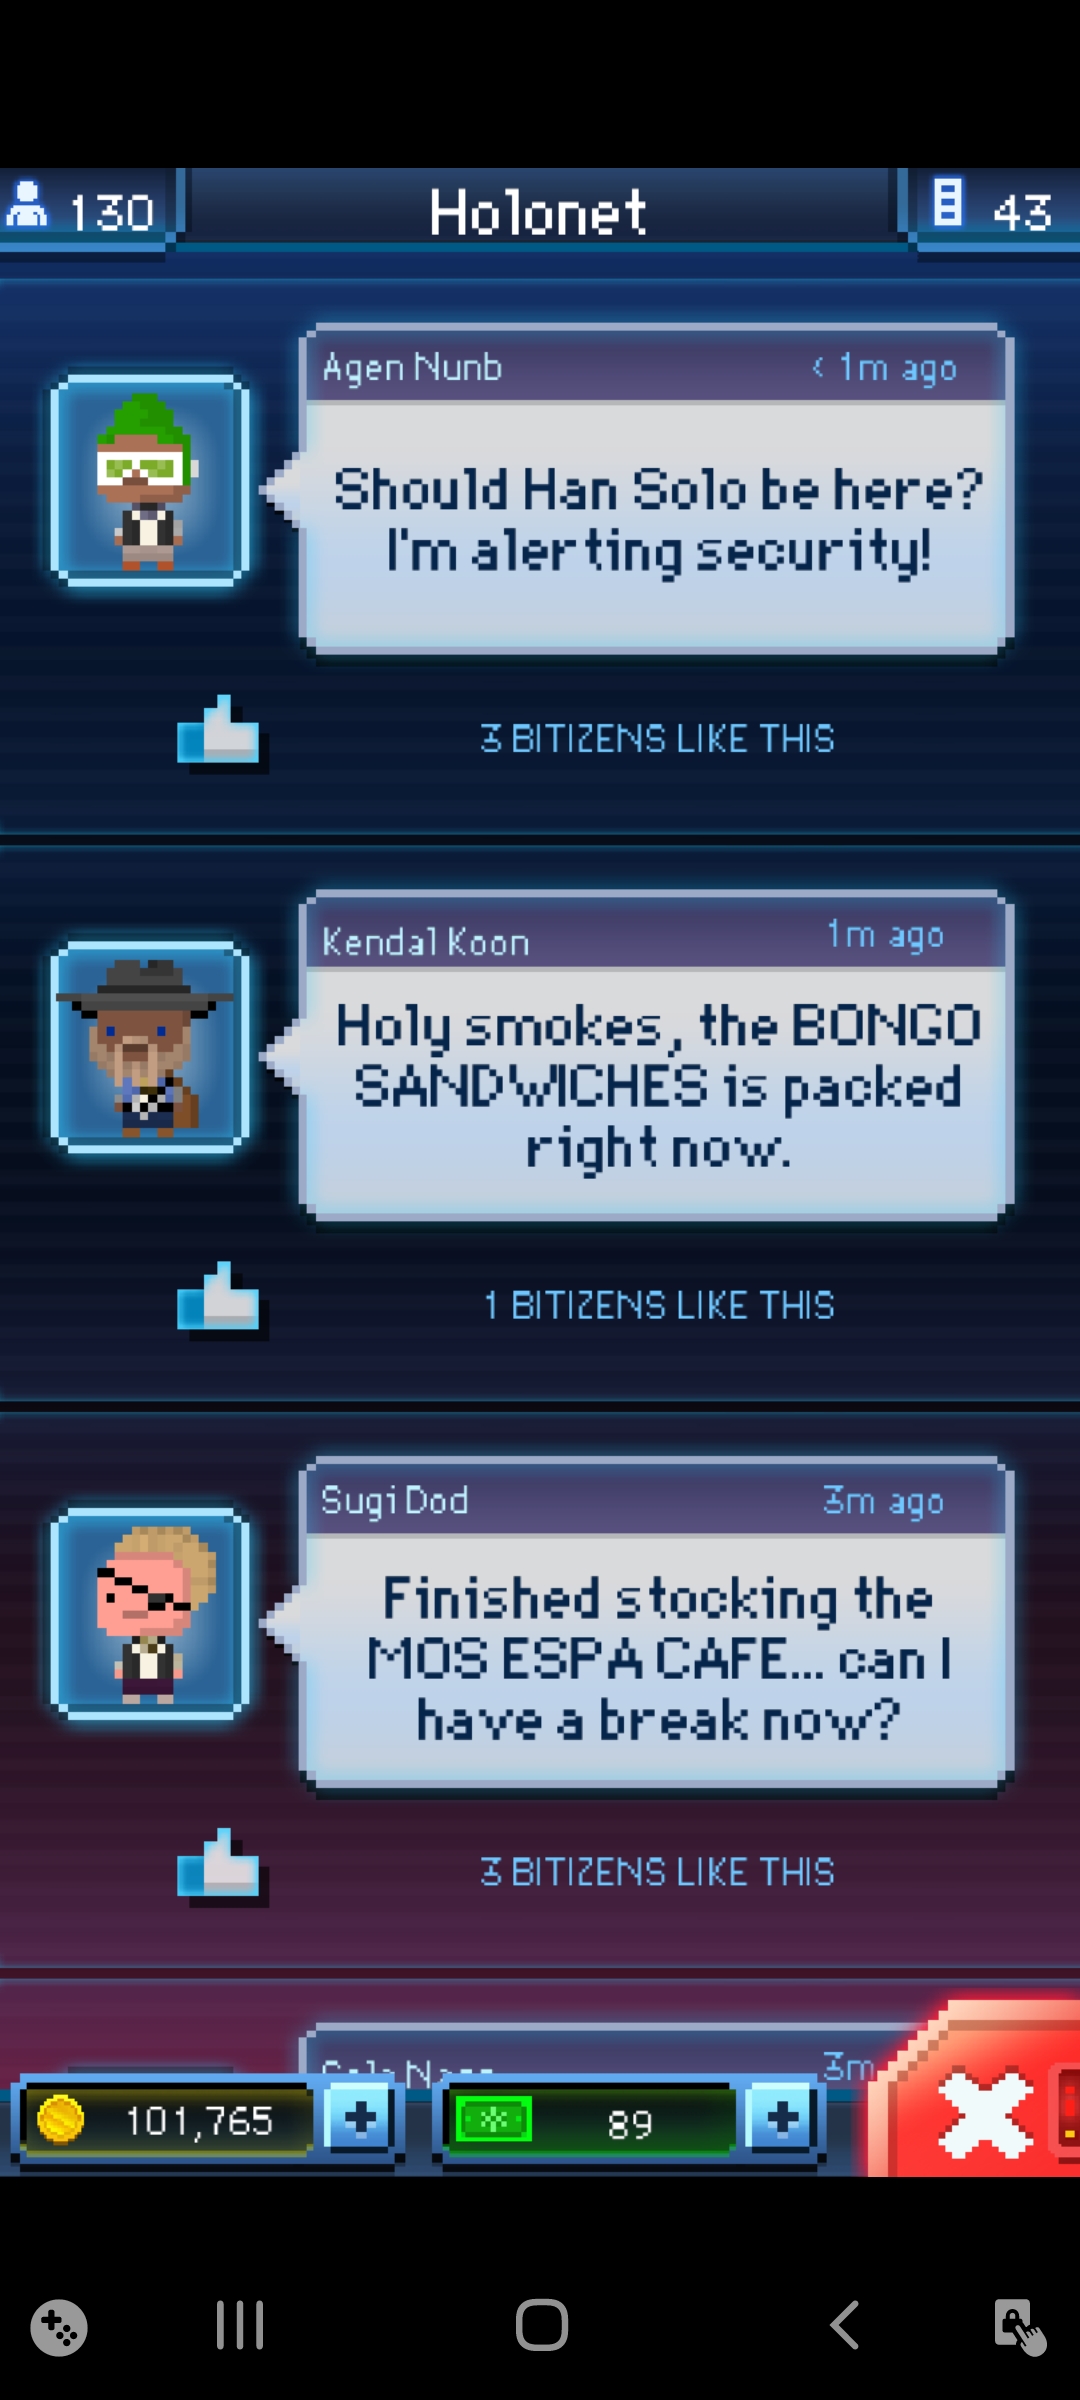 130
Holonet
43
Agen Nunb
< 1m ago
Should Han Solo be here?
I'm alerting security!
3 BITIZENS LIKE THIS
Kendal Koon
1m ago
Holy smokes, the BONGO
SANDWICHES is packed
right now.
1 BITIZENS LIKE THIS
Sugi Dod
3m ago
Finished stocking the
MOS ESPA CAFE... can I
have a break now?
3 BITIZENS LIKE THIS
3m
101,765
+
89
+